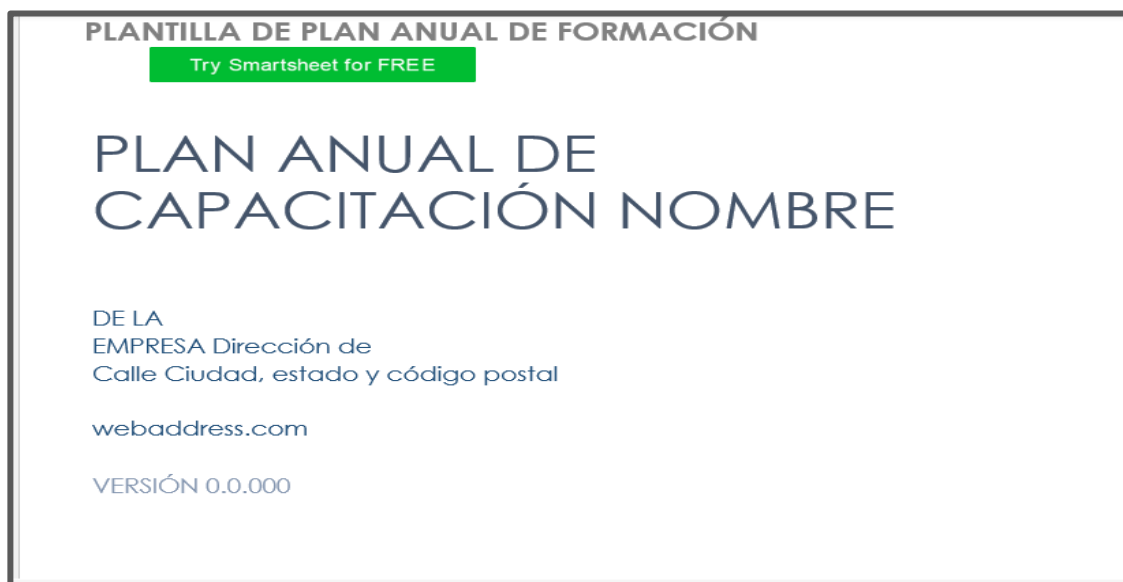 PLANTILLA DE PLAN ANUAL DE FORMACIÓN
Try Smartsheet for FREE
PLAN ANUAL DE
CAPACITACIÓN NOMBRE
DE LA
EMPRESA Dirección de
Calle Ciudad, estado y código postal
webaddress.com
VERSIÓN 0.0.000